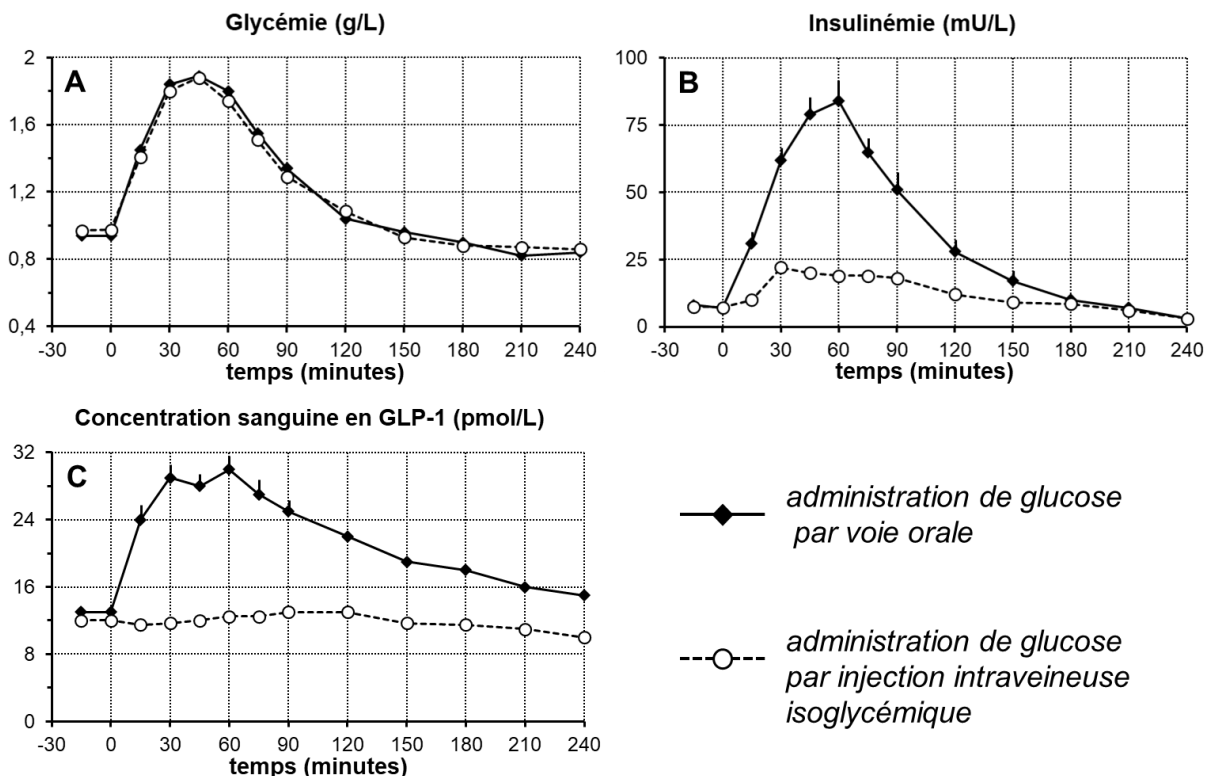 Glycémie (g/L)
A
2
1,6
1,2
0,8
0,4
-30 0 30 60 90 120 150 180 210 240
temps (minutes)
Insulinémie (mU/L)
B
100
75
50
25
0
-30 0 30 60 90 120 150 180 210 240
temps (minutes)
Concentration sanguine en GLP-1 (pmol/L)
C
32
24
16
8
0
-30 0 30 60 90 120 150 180 210 240
temps (minutes)
administration de glucose
par voie orale
administration de glucose
par injection intraveineuse
isoglycémique